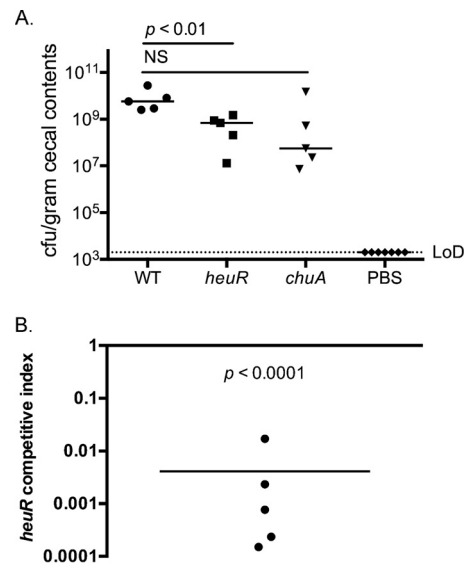 A.
p < 0.01
NS
cfu/gram cecal contents
10¹¹
10⁹
10⁷
10⁵
10³
LoD
WT heuR chuA PBS
B.
heuR competitive index
1
0.1
0.01
0.001
0.0001
p < 0.0001